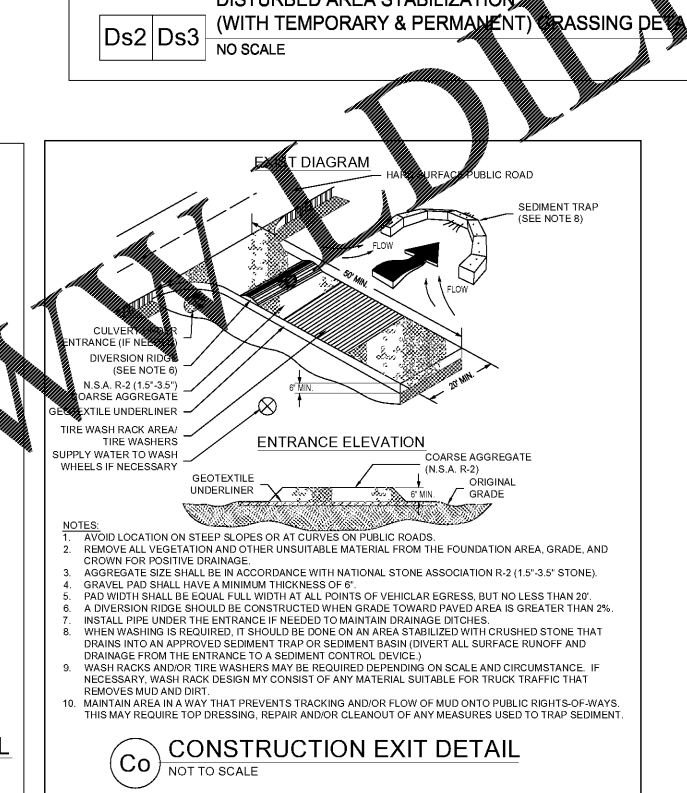 DISTURBED AREA STABILIZATION
Ds2 Ds3
(WITH TEMPORARY & PERMANENT) GRASSING
NO SCALE
EXIST DIAGRAM
HARD SURFACE PUBLIC ROAD
SEDIMENT TRAP
(SEE NOTE 8)
FLOW
50' MIN.
FLOW
CULVERT UNDER
ENTRANCE (IF NEEDED)
DIVERSION RIDGE
(SEE NOTE 6)
N.S.A. R-2 (1.5"-3.5")
COARSE AGGREGATE
GEOTEXTILE UNDERLINER
TIRE WASH RACK AREA/
TIRE WASHERS
SUPPLY WATER TO WASH
WHEELS IF NECESSARY
6" MIN.
20' MIN.
ENTRANCE ELEVATION
COARSE AGGREGATE
(N.S.A. R-2)
GEOTEXTILE
UNDERLINER
6" MIN.
ORIGINAL
GRADE
NOTES:
1. AVOID LOCATION ON STEEP SLOPES OR AT CURVES ON PUBLIC ROADS.
2. REMOVE ALL VEGETATION AND OTHER UNSUITABLE MATERIAL FROM THE FOUNDATION AREA, GRADE, AND
CROWN FOR POSITIVE DRAINAGE.
3. AGGREGATE SIZE SHALL BE IN ACCORDANCE WITH NATIONAL STONE ASSOCIATION R-2 (1.5"-3.5" STONE).
4. GRAVEL PAD SHALL HAVE A MINIMUM THICKNESS OF 6".
5. PAD WIDTH SHALL BE EQUAL FULL WIDTH AT ALL POINTS OF VEHICLAR EGRESS, BUT NO LESS THAN 20'.
6. A DIVERSION RIDGE SHOULD BE CONSTRUCTED WHEN GRADE TOWARD PAVED AREA IS GREATER THAN 2%.
7. INSTALL PIPE UNDER THE ENTRANCE IF NEEDED TO MAINTAIN DRAINAGE DITCHES.
8. WHEN WASHING IS REQUIRED, IT SHOULD BE DONE ON AN AREA STABILIZED WITH CRUSHED STONE THAT
DRAINS INTO AN APPROVED SEDIMENT TRAP OR SEDIMENT BASIN (DIVERT ALL SURFACE RUNOFF AND
DRAINAGE FROM THE ENTRANCE TO A SEDIMENT CONTROL DEVICE.)
9. WASH RACKS AND/OR TIRE WASHERS MAY BE REQUIRED DEPENDING ON SCALE AND CIRCUMSTANCE. IF
NECESSARY, WASH RACK DESIGN MY CONSIST OF ANY MATERIAL SUITABLE FOR TRUCK TRAFFIC THAT
REMOVES MUD AND DIRT.
10. MAINTAIN AREA IN A WAY THAT PREVENTS TRACKING AND/OR FLOW OF MUD ONTO PUBLIC RIGHTS-OF-WAYS.
THIS MAY REQUIRE TOP DRESSING, REPAIR AND/OR CLEANOUT OF ANY MEASURES USED TO TRAP SEDIMENT.
Co CONSTRUCTION EXIT DETAIL
NOT TO SCALE